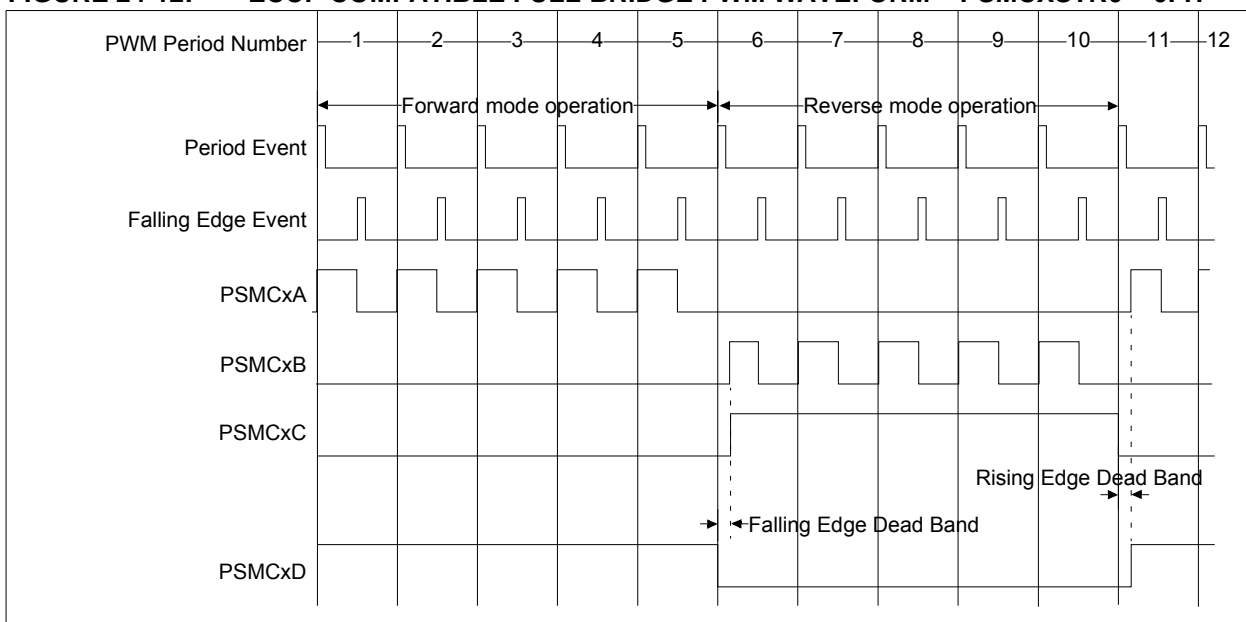 PWM Period Number 1 2 3 4 5 6 7 8 9 10 11 12
Forward mode operation Reverse mode operation
Period Event
Falling Edge Event
PSMCxA
PSMCxB
PSMCxC
Rising Edge Dead Band
Falling Edge Dead Band
PSMCxD